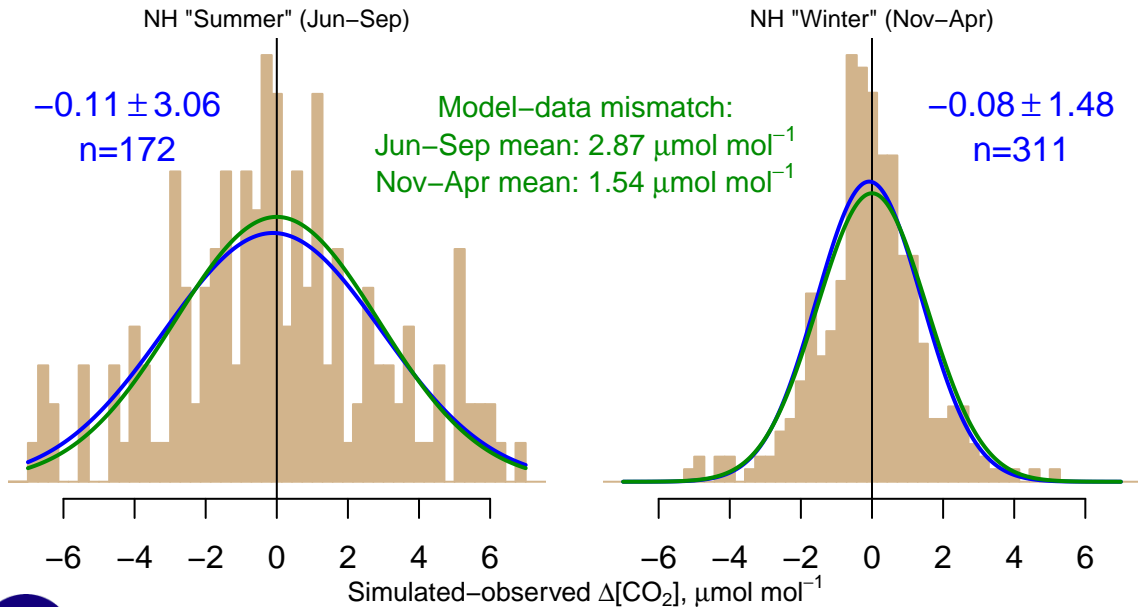 NH "Summer" (Jun−Sep)
−0.11 ± 3.06
n=172
Model−data mismatch:
Jun−Sep mean: 2.87 μmol mol⁻¹
Nov−Apr mean: 1.54 μmol mol⁻¹
NH "Winter" (Nov−Apr)
−0.08 ± 1.48
n=311
−6 −4 −2 0 2 4 6
−6 −4 −2 0 2 4 6
Simulated−observed Δ[CO₂], μmol mol⁻¹